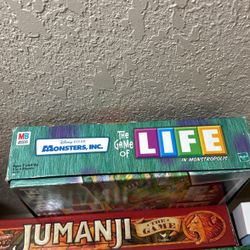 MB
DISNEY·PIXAR
MONSTERS, INC.
THE
GAME
OF
LIFE
IN MONSTROPOLIS
JUMANJI
THE GAME